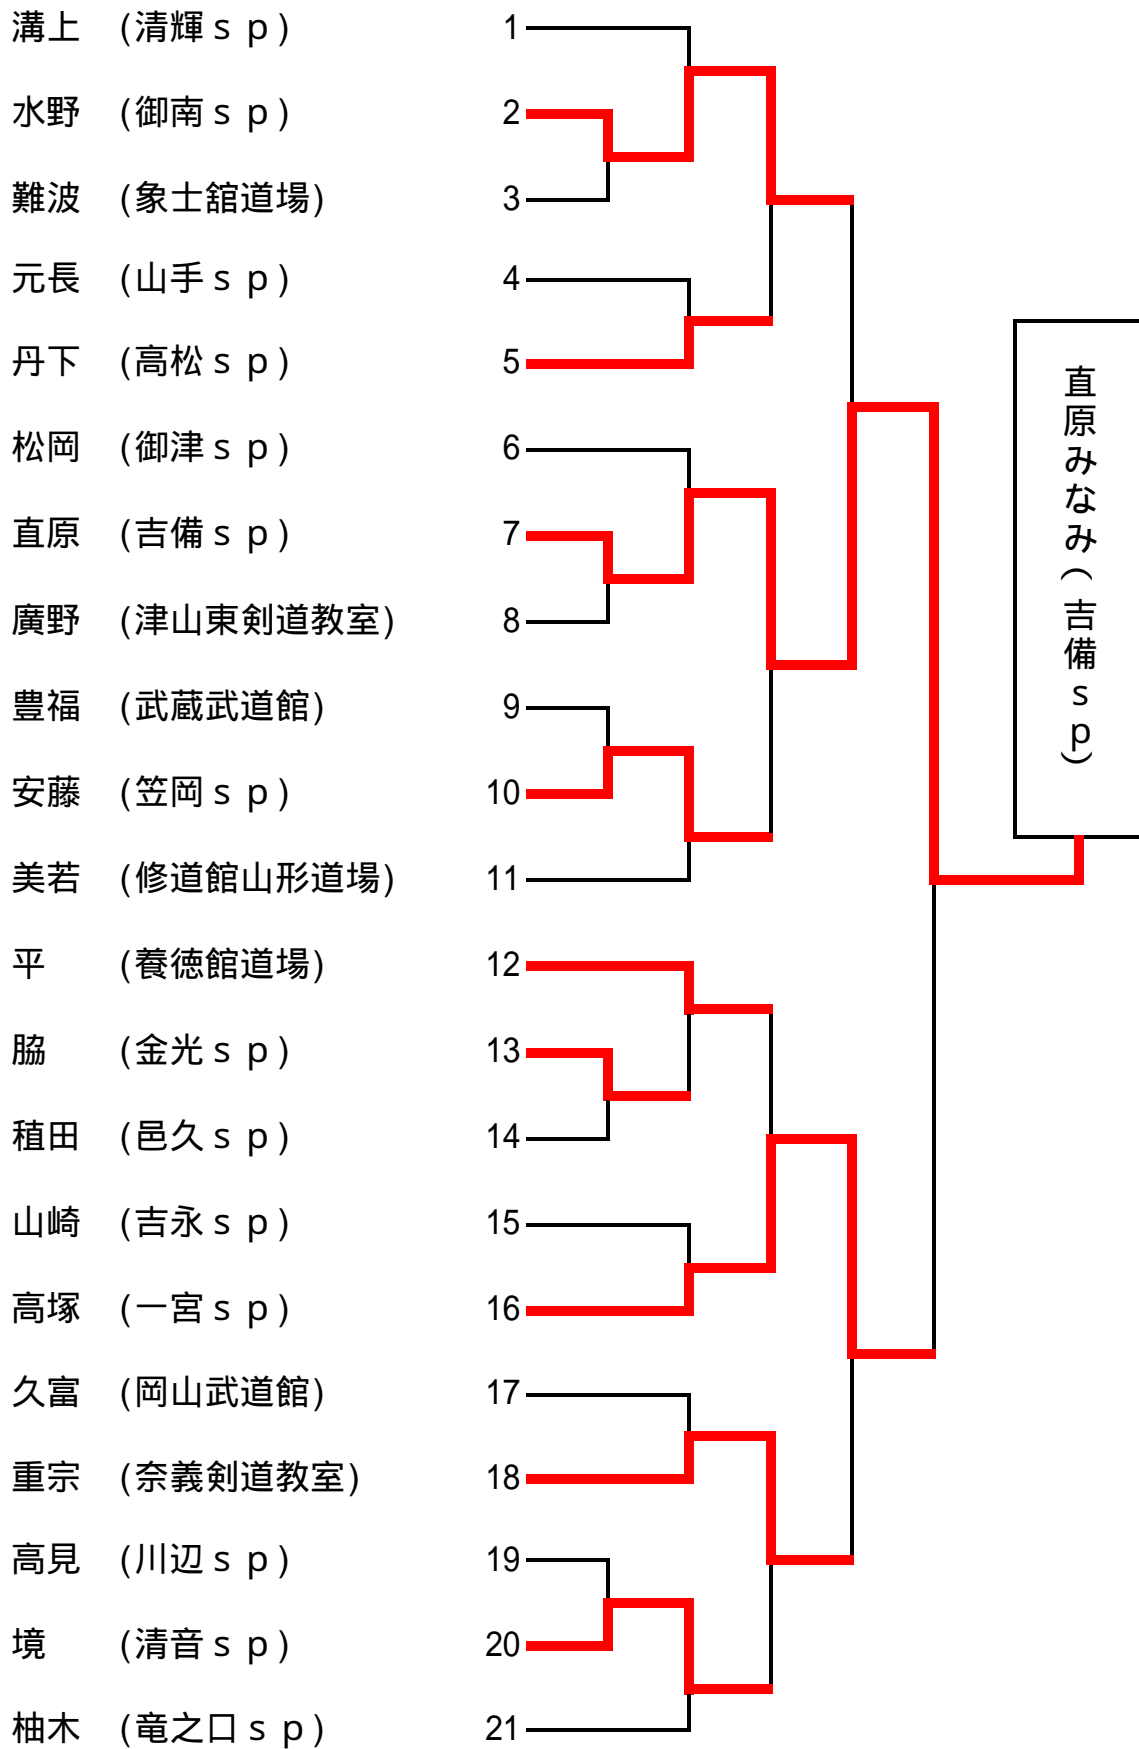 溝上 (清輝ｓｐ) 1
水野 (御南ｓｐ) 2
難波 (象士舘道場) 3
元長 (山手ｓｐ) 4
丹下 (高松ｓｐ) 5
松岡 (御津ｓｐ) 6
直原 (吉備ｓｐ) 7
廣野 (津山東剣道教室) 8
豊福 (武蔵武道館) 9
安藤 (笠岡ｓｐ) 10
美若 (修道館山形道場) 11
平 (養徳館道場) 12
脇 (金光ｓｐ) 13
稙田 (邑久ｓｐ) 14
山崎 (吉永ｓｐ) 15
高塚 (一宮ｓｐ) 16
久富 (岡山武道館) 17
重宗 (奈義剣道教室) 18
高見 (川辺ｓｐ) 19
境 (清音ｓｐ) 20
柚木 (竜之口ｓｐ) 21
直原みなみ(吉備ｓｐ)